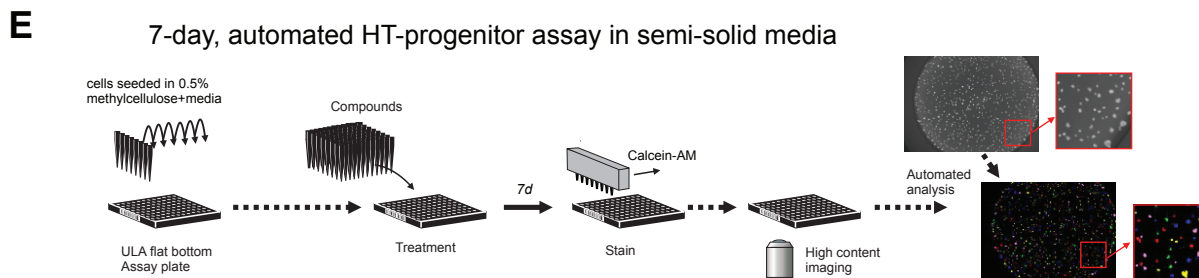 E
7-day, automated HT-progenitor assay in semi-solid media
cells seeded in 0.5%
methylcellulose+media
Compounds
Calcein-AM
7d
Automated
analysis
ULA flat bottom
Assay plate
Treatment
Stain
High content
imaging